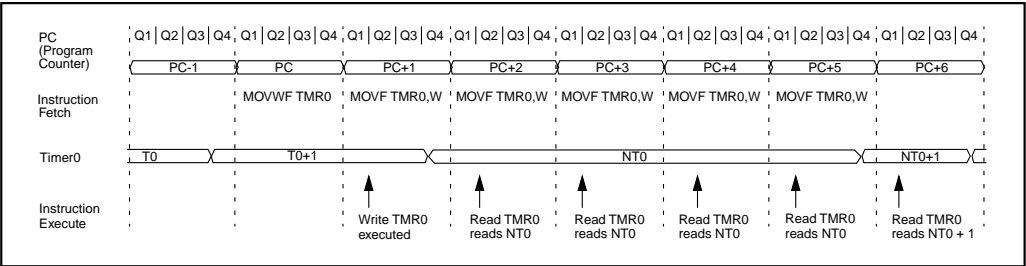 PC
(Program
Counter)
Q1 Q2 Q3 Q4 Q1 Q2 Q3 Q4 Q1 Q2 Q3 Q4 Q1 Q2 Q3 Q4 Q1 Q2 Q3 Q4 Q1 Q2 Q3 Q4 Q1 Q2 Q3 Q4 Q1 Q2 Q3 Q4
PC-1 PC PC+1 PC+2 PC+3 PC+4 PC+5 PC+6
Instruction
Fetch
MOVWF TMR0 MOVF TMR0,W MOVF TMR0,W MOVF TMR0,W MOVF TMR0,W MOVF TMR0,W
Timer0
T0 T0+1 NT0 NT0+1
Instruction
Execute
Write TMR0
executed
Read TMR0
reads NT0
Read TMR0
reads NT0
Read TMR0
reads NT0
Read TMR0
reads NT0
Read TMR0
reads NT0 + 1